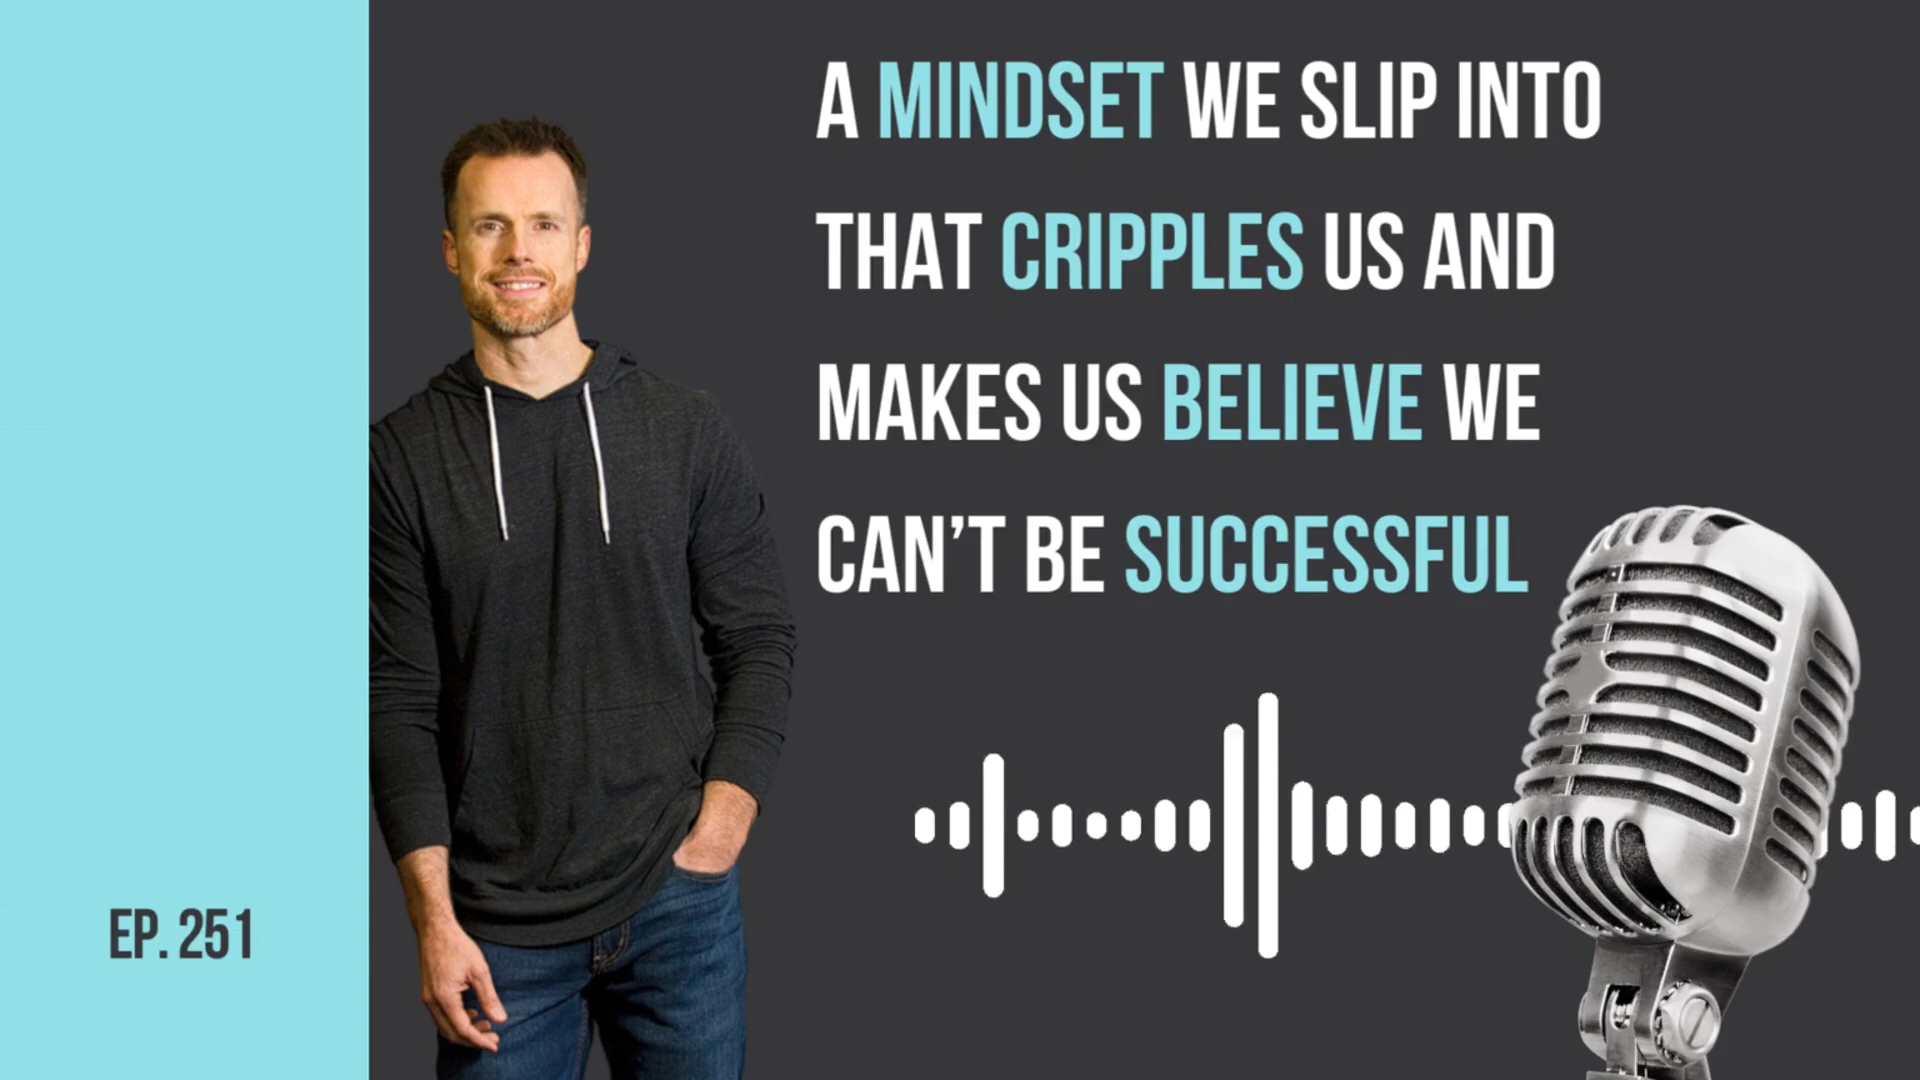 A MINDSET WE SLIP INTO
THAT CRIPPLES US AND
MAKES US BELIEVE WE
CAN'T BE SUCCESSFUL
EP. 251